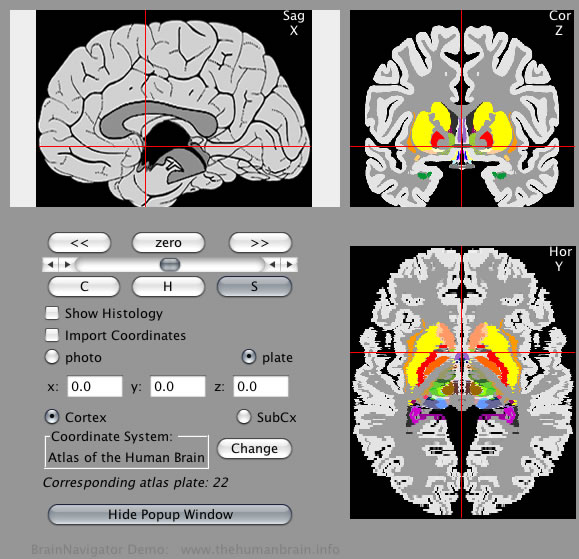 Sag
X
Cor
Z
<< zero >>
C H S
Show Histology
Import Coordinates
photo plate
x: 0.0 y: 0.0 z: 0.0
Cortex SubCx
Coordinate System:
Atlas of the Human Brain
Change
Corresponding atlas plate: 22
Hide Popup Window
Hor
Y
BrainNavigator Demo: www.thehumanbrain.info